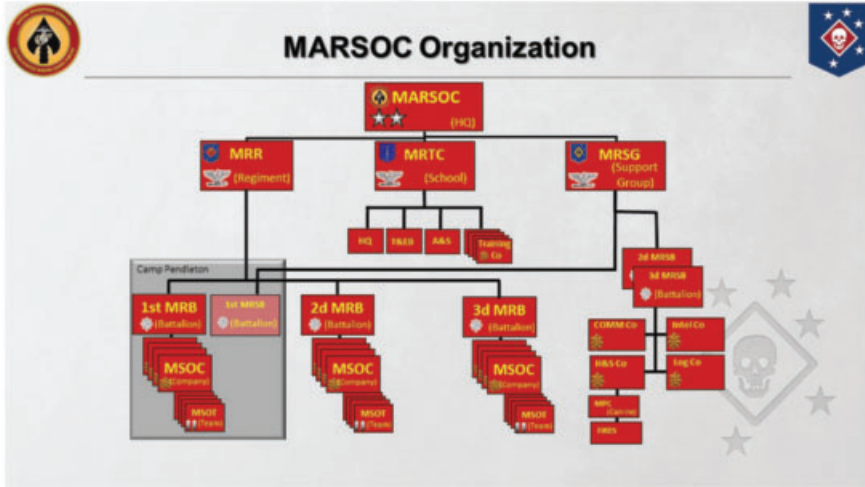 MARSOC Organization
MARSOC
(HQ)
MRR
(Regiment)
MRTC
(School)
MRSG
(Support
Group)
HQ
T&EB
A&S
Training
Co
Camp Pendleton
2d MRSB
3d MRSB
(Battalion)
1st MRB
(Battalion)
1st MRSB
(Battalion)
2d MRB
(Battalion)
3d MRB
(Battalion)
COMM Co
Intel Co
H&S Co
Log Co
MPC
(Canine)
MSOC
(Company)
MSOC
(Company)
MSOC
(Company)
MSOT
(Team)
MSOT
(Team)
MSOT
(Team)